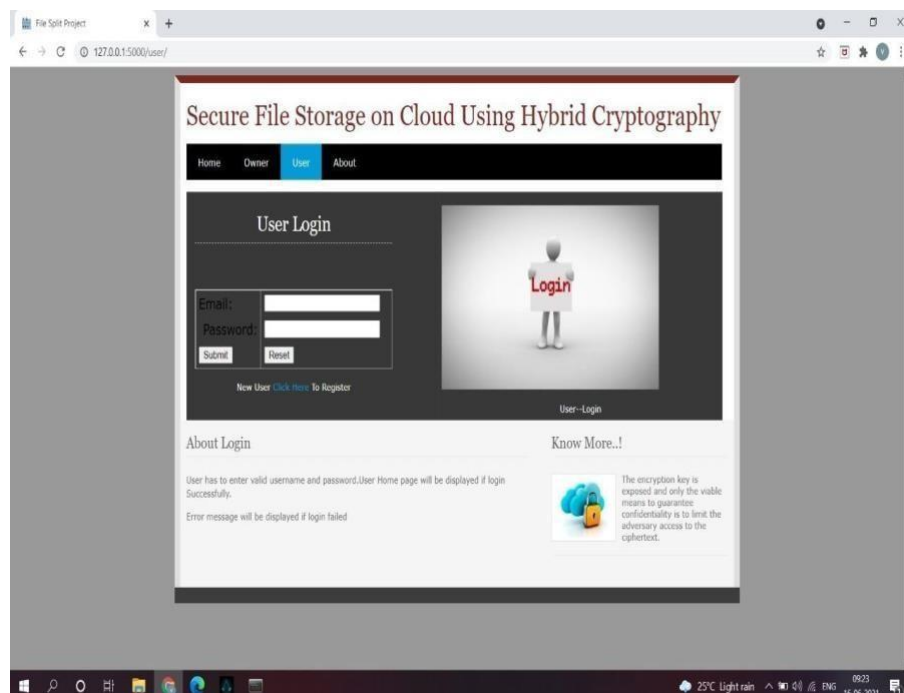 File Split Project
127.0.0.1:5000/user/
Secure File Storage on Cloud Using Hybrid Cryptography
Home Owner User About
User Login
Email:
Password:
Submit Reset
New User Click Here To Register
Login
User--Login
About Login
User has to enter valid username and password.User Home page will be displayed if login
Successfully.
Error message will be displayed if login failed
Know More..!
The encryption key is
exposed and only the viable
means to guarantee
confidentiality is to limit the
adversary access to the
ciphertext.
25°C Light rain ENG 09:23
16-06-2021